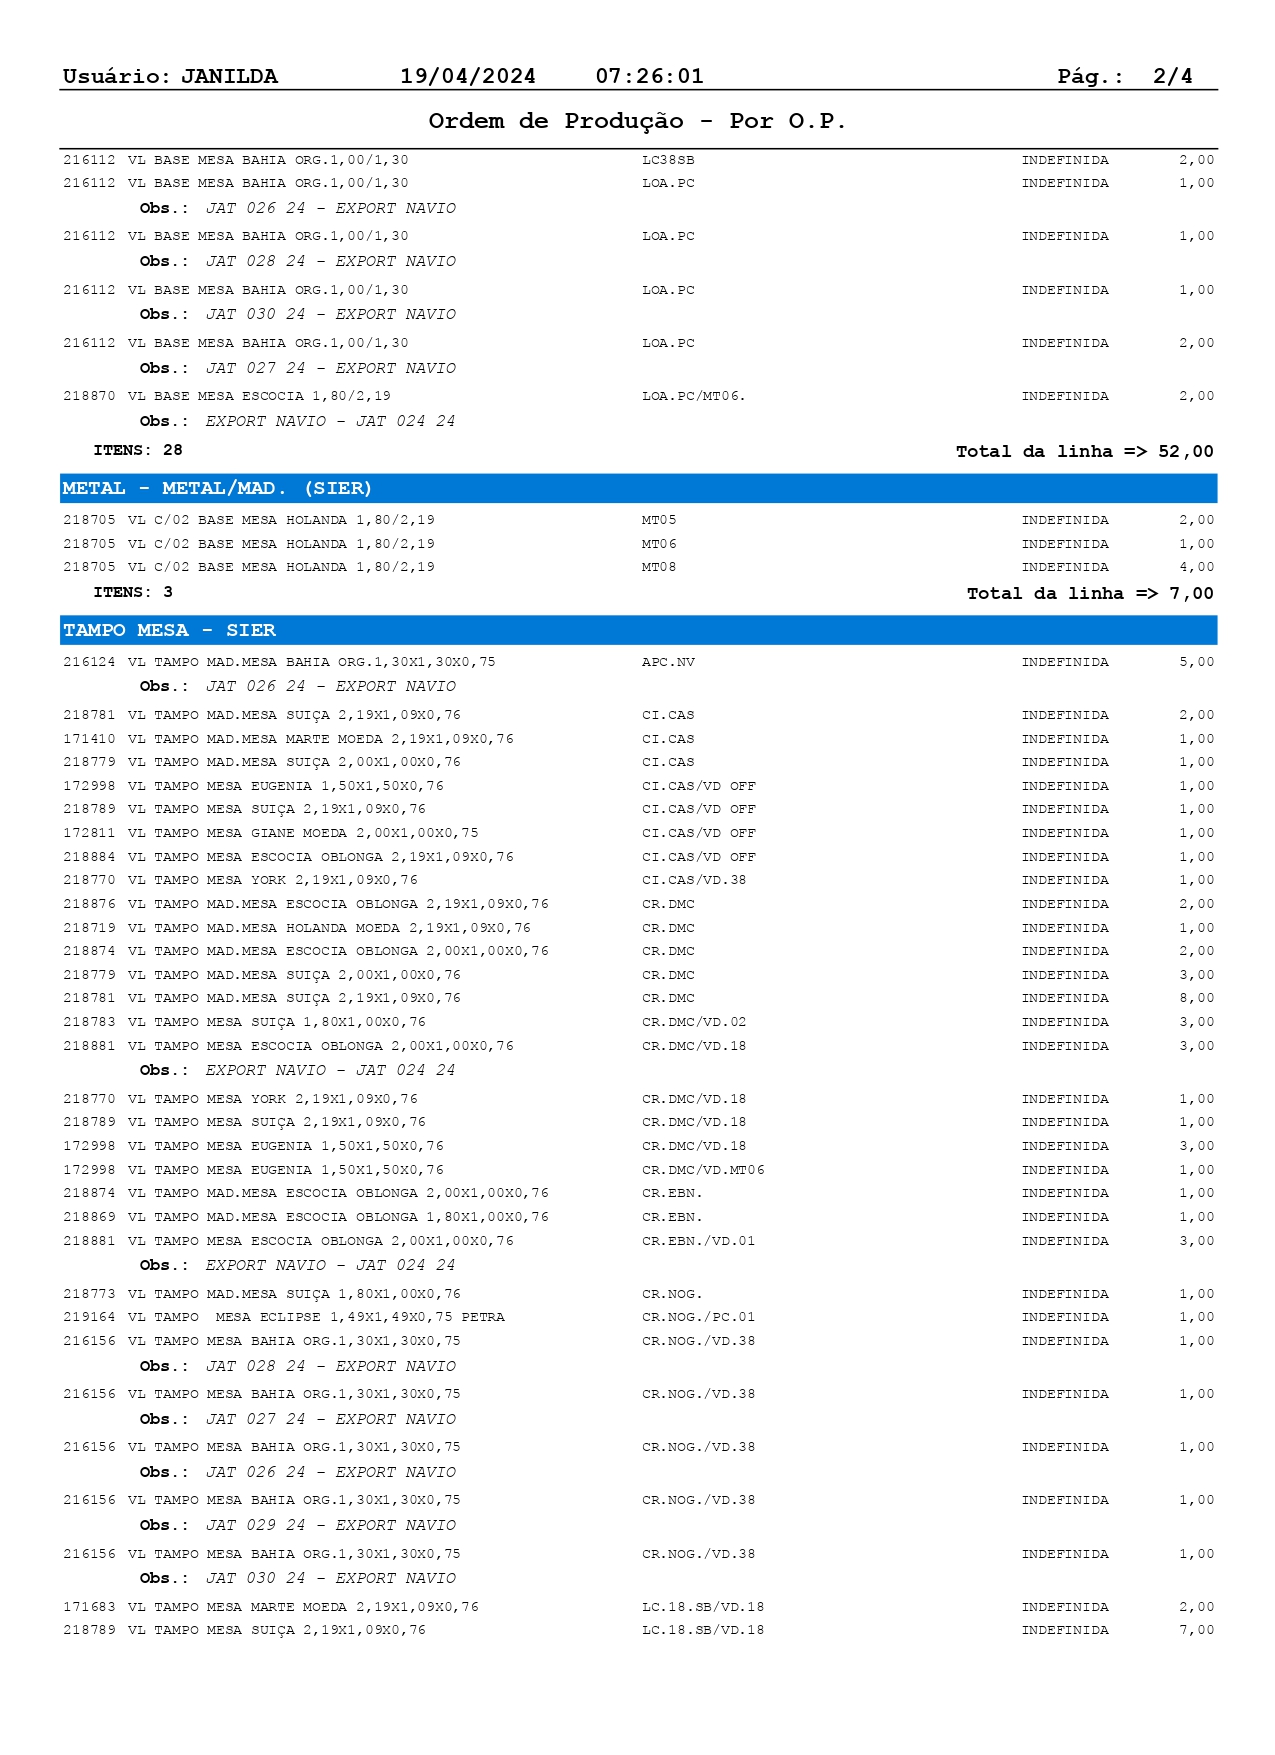 Usuário: JANILDA 19/04/2024 07:26:01 Pág.: 2/4
Ordem de Produção - Por O.P.
216112 VL BASE MESA BAHIA ORG.1,00/1,30 LC38SB INDEFINIDA 2,00
216112 VL BASE MESA BAHIA ORG.1,00/1,30 LOA.PC INDEFINIDA 1,00
Obs.: JAT 026 24 - EXPORT NAVIO
216112 VL BASE MESA BAHIA ORG.1,00/1,30 LOA.PC INDEFINIDA 1,00
Obs.: JAT 028 24 - EXPORT NAVIO
216112 VL BASE MESA BAHIA ORG.1,00/1,30 LOA.PC INDEFINIDA 1,00
Obs.: JAT 030 24 - EXPORT NAVIO
216112 VL BASE MESA BAHIA ORG.1,00/1,30 LOA.PC INDEFINIDA 2,00
Obs.: JAT 027 24 - EXPORT NAVIO
218870 VL BASE MESA ESCOCIA 1,80/2,19 LOA.PC/MT06. INDEFINIDA 2,00
Obs.: EXPORT NAVIO - JAT 024 24
ITENS: 28 Total da linha => 52,00
METAL - METAL/MAD. (SIER)
218705 VL C/02 BASE MESA HOLANDA 1,80/2,19 MT05 INDEFINIDA 2,00
218705 VL C/02 BASE MESA HOLANDA 1,80/2,19 MT06 INDEFINIDA 1,00
218705 VL C/02 BASE MESA HOLANDA 1,80/2,19 MT08 INDEFINIDA 4,00
ITENS: 3 Total da linha => 7,00
TAMPO MESA - SIER
216124 VL TAMPO MAD.MESA BAHIA ORG.1,30X1,30X0,75 APC.NV INDEFINIDA 5,00
Obs.: JAT 026 24 - EXPORT NAVIO
218781 VL TAMPO MAD.MESA SUIÇA 2,19X1,09X0,76 CI.CAS INDEFINIDA 2,00
171410 VL TAMPO MAD.MESA MARTE MOEDA 2,19X1,09X0,76 CI.CAS INDEFINIDA 1,00
218779 VL TAMPO MAD.MESA SUIÇA 2,00X1,00X0,76 CI.CAS INDEFINIDA 1,00
172998 VL TAMPO MESA EUGENIA 1,50X1,50X0,76 CI.CAS/VD OFF INDEFINIDA 1,00
218789 VL TAMPO MESA SUIÇA 2,19X1,09X0,76 CI.CAS/VD OFF INDEFINIDA 1,00
172811 VL TAMPO MESA GIANE MOEDA 2,00X1,00X0,75 CI.CAS/VD OFF INDEFINIDA 1,00
218884 VL TAMPO MESA ESCOCIA OBLONGA 2,19X1,09X0,76 CI.CAS/VD OFF INDEFINIDA 1,00
218770 VL TAMPO MESA YORK 2,19X1,09X0,76 CI.CAS/VD.38 INDEFINIDA 1,00
218876 VL TAMPO MAD.MESA ESCOCIA OBLONGA 2,19X1,09X0,76 CR.DMC INDEFINIDA 2,00
218719 VL TAMPO MAD.MESA HOLANDA MOEDA 2,19X1,09X0,76 CR.DMC INDEFINIDA 1,00
218874 VL TAMPO MAD.MESA ESCOCIA OBLONGA 2,00X1,00X0,76 CR.DMC INDEFINIDA 2,00
218779 VL TAMPO MAD.MESA SUIÇA 2,00X1,00X0,76 CR.DMC INDEFINIDA 3,00
218781 VL TAMPO MAD.MESA SUIÇA 2,19X1,09X0,76 CR.DMC INDEFINIDA 8,00
218783 VL TAMPO MESA SUIÇA 1,80X1,00X0,76 CR.DMC/VD.02 INDEFINIDA 3,00
218881 VL TAMPO MESA ESCOCIA OBLONGA 2,00X1,00X0,76 CR.DMC/VD.18 INDEFINIDA 3,00
Obs.: EXPORT NAVIO - JAT 024 24
218770 VL TAMPO MESA YORK 2,19X1,09X0,76 CR.DMC/VD.18 INDEFINIDA 1,00
218789 VL TAMPO MESA SUIÇA 2,19X1,09X0,76 CR.DMC/VD.18 INDEFINIDA 1,00
172998 VL TAMPO MESA EUGENIA 1,50X1,50X0,76 CR.DMC/VD.18 INDEFINIDA 3,00
172998 VL TAMPO MESA EUGENIA 1,50X1,50X0,76 CR.DMC/VD.MT06 INDEFINIDA 1,00
218874 VL TAMPO MAD.MESA ESCOCIA OBLONGA 2,00X1,00X0,76 CR.EBN. INDEFINIDA 1,00
218869 VL TAMPO MAD.MESA ESCOCIA OBLONGA 1,80X1,00X0,76 CR.EBN. INDEFINIDA 1,00
218881 VL TAMPO MESA ESCOCIA OBLONGA 2,00X1,00X0,76 CR.EBN./VD.01 INDEFINIDA 3,00
Obs.: EXPORT NAVIO - JAT 024 24
218773 VL TAMPO MAD.MESA SUIÇA 1,80X1,00X0,76 CR.NOG. INDEFINIDA 1,00
219164 VL TAMPO MESA ECLIPSE 1,49X1,49X0,75 PETRA CR.NOG./PC.01 INDEFINIDA 1,00
216156 VL TAMPO MESA BAHIA ORG.1,30X1,30X0,75 CR.NOG./VD.38 INDEFINIDA 1,00
Obs.: JAT 028 24 - EXPORT NAVIO
216156 VL TAMPO MESA BAHIA ORG.1,30X1,30X0,75 CR.NOG./VD.38 INDEFINIDA 1,00
Obs.: JAT 027 24 - EXPORT NAVIO
216156 VL TAMPO MESA BAHIA ORG.1,30X1,30X0,75 CR.NOG./VD.38 INDEFINIDA 1,00
Obs.: JAT 026 24 - EXPORT NAVIO
216156 VL TAMPO MESA BAHIA ORG.1,30X1,30X0,75 CR.NOG./VD.38 INDEFINIDA 1,00
Obs.: JAT 029 24 - EXPORT NAVIO
216156 VL TAMPO MESA BAHIA ORG.1,30X1,30X0,75 CR.NOG./VD.38 INDEFINIDA 1,00
Obs.: JAT 030 24 - EXPORT NAVIO
171683 VL TAMPO MESA MARTE MOEDA 2,19X1,09X0,76 LC.18.SB/VD.18 INDEFINIDA 2,00
218789 VL TAMPO MESA SUIÇA 2,19X1,09X0,76 LC.18.SB/VD.18 INDEFINIDA 7,00